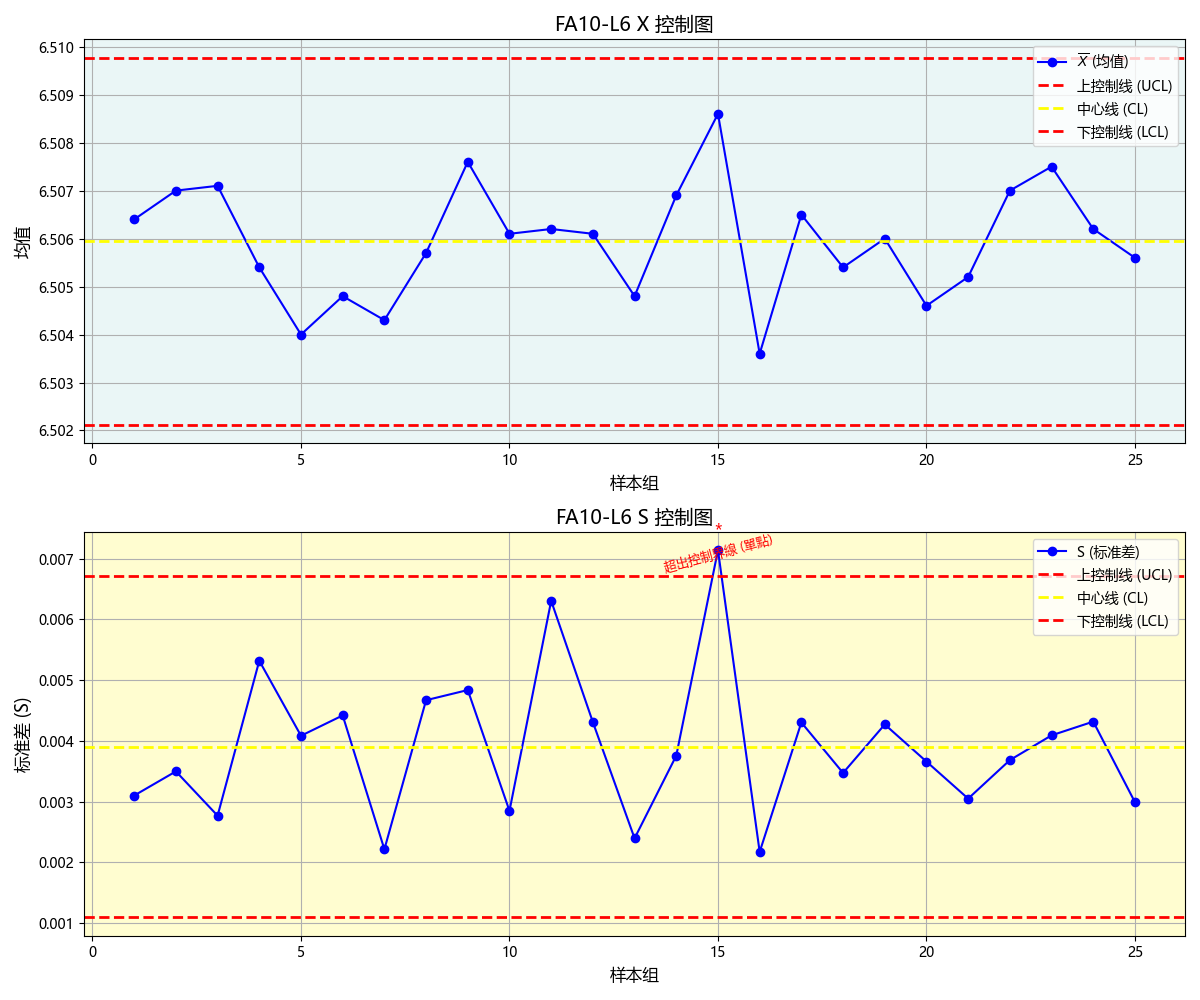 FA10-L6 X 控制图
6.510
6.509
6.508
6.507
6.506
6.505
6.504
6.503
6.502
均值
X (均值)
上控制线 (UCL)
中心线 (CL)
下控制线 (LCL)
0
5
10
15
20
25
样本组
FA10-L6 S 控制图
*
超出控制界線 (單點)
0.007
0.006
0.005
0.004
0.003
0.002
0.001
标准差 (S)
S (标准差)
上控制线 (UCL)
中心线 (CL)
下控制线 (LCL)
0
5
10
15
20
25
样本组